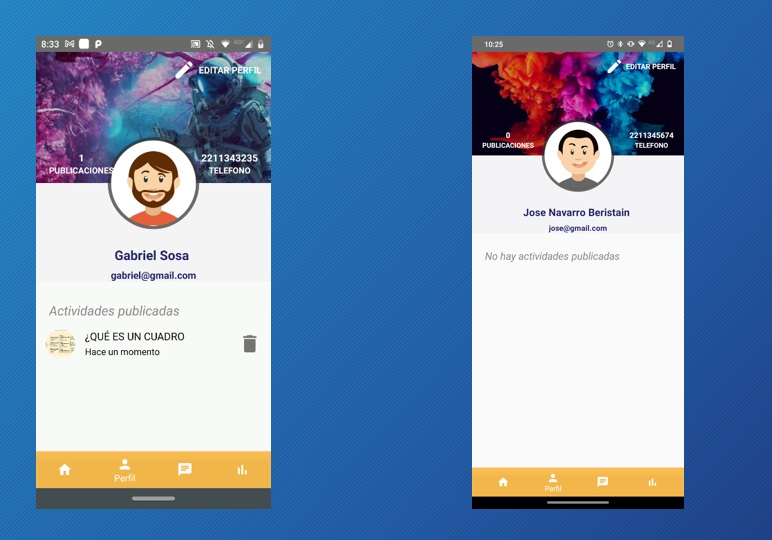 8:33
EDITAR PERFIL
1
PUBLICACIONES
2211343235
TELEFONO
Gabriel Sosa
gabriel@gmail.com
Actividades publicadas
¿QUÉ ES UN CUADRO
Hace un momento
Perfil
10:25
EDITAR PERFIL
0
PUBLICACIONES
2211345674
TELEFONO
Jose Navarro Beristain
jose@gmail.com
No hay actividades publicadas
Perfil